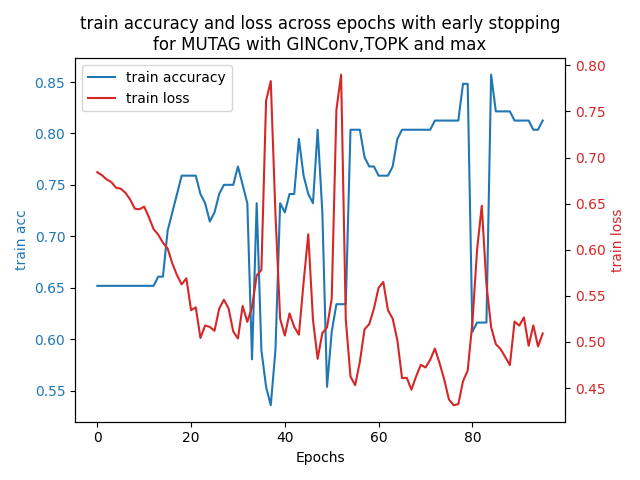 train accuracy and loss across epochs with early stopping
for MUTAG with GINConv,TOPK and max
train accuracy
train loss
0.85
0.80
0.75
0.70
0.65
0.60
0.55
train acc
0.80
0.75
0.70
0.65
0.60
0.55
0.50
0.45
train loss
0 20 40 60 80
Epochs